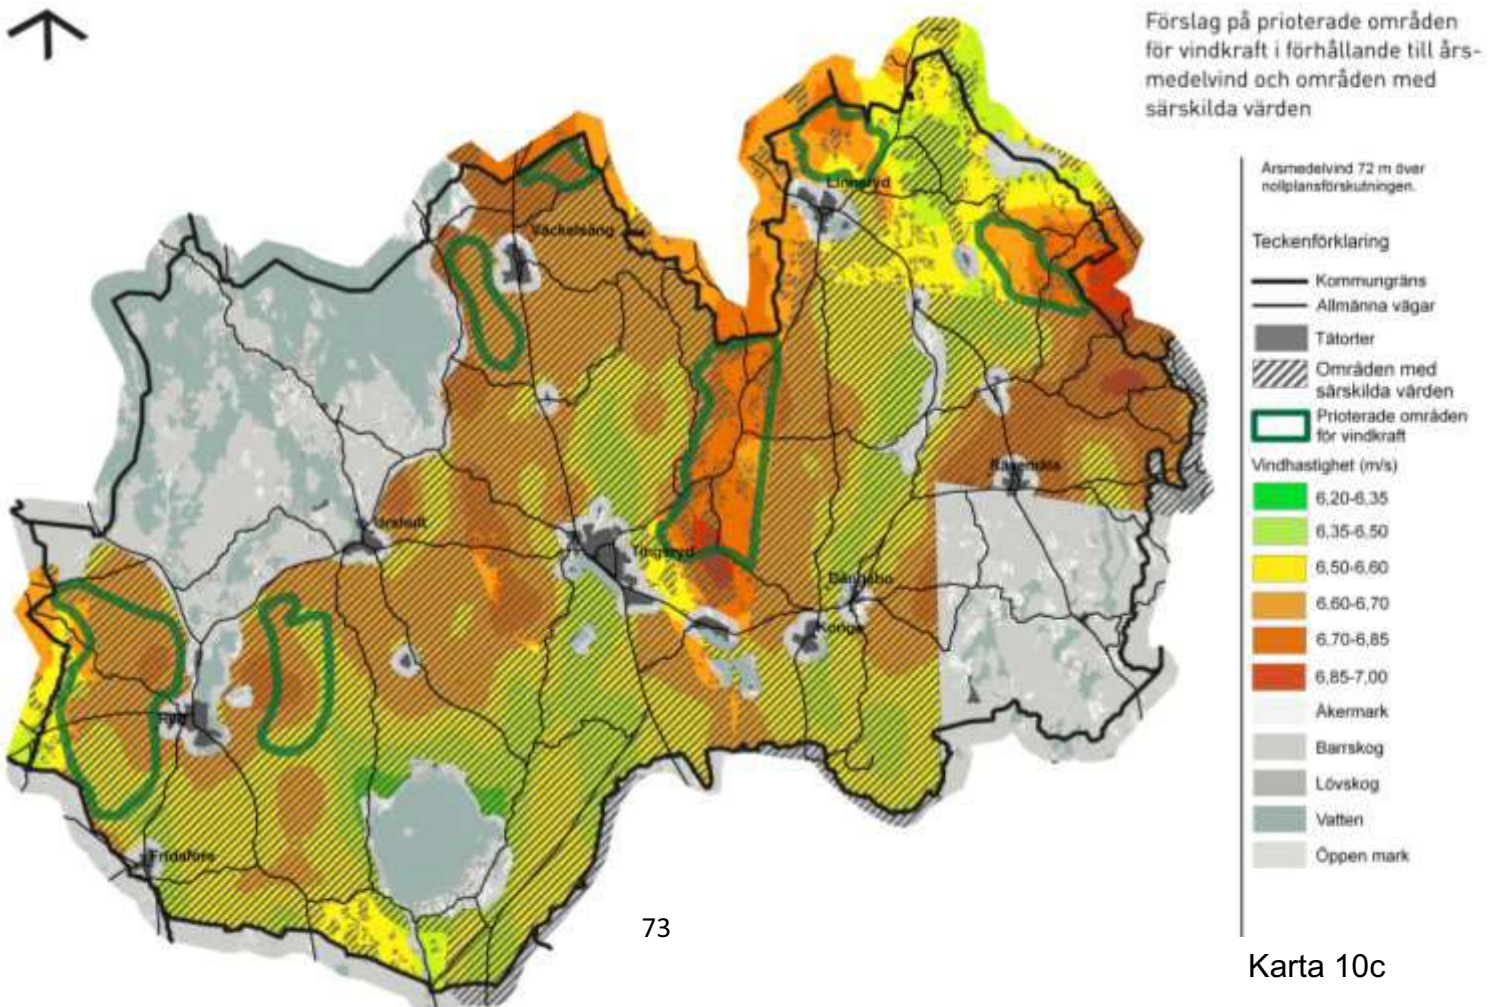 Förslag på prioterade områden
för vindkraft i förhållande till års-
medelvind och områden med
särskilda värden
Årsmedelvind 72 m över
nollplansförskutningen.
Teckenförklaring
Kommungräns
Allmänna vägar
Tätorter
Områden med
särskilda värden
Prioterade områden
för vindkraft
Vindhastighet (m/s)
6,20-6,35
6,35-6,50
6,50-6,60
6,60-6,70
6,70-6,85
6,85-7,00
Åkermark
Barrskog
Lövskog
Vatten
Öppen mark
Linneryd
Väckelsång
Urshult
Tingsryd
Rävemåla
Dångebo
Konga
Ryd
Fridafors
73
Karta 10c